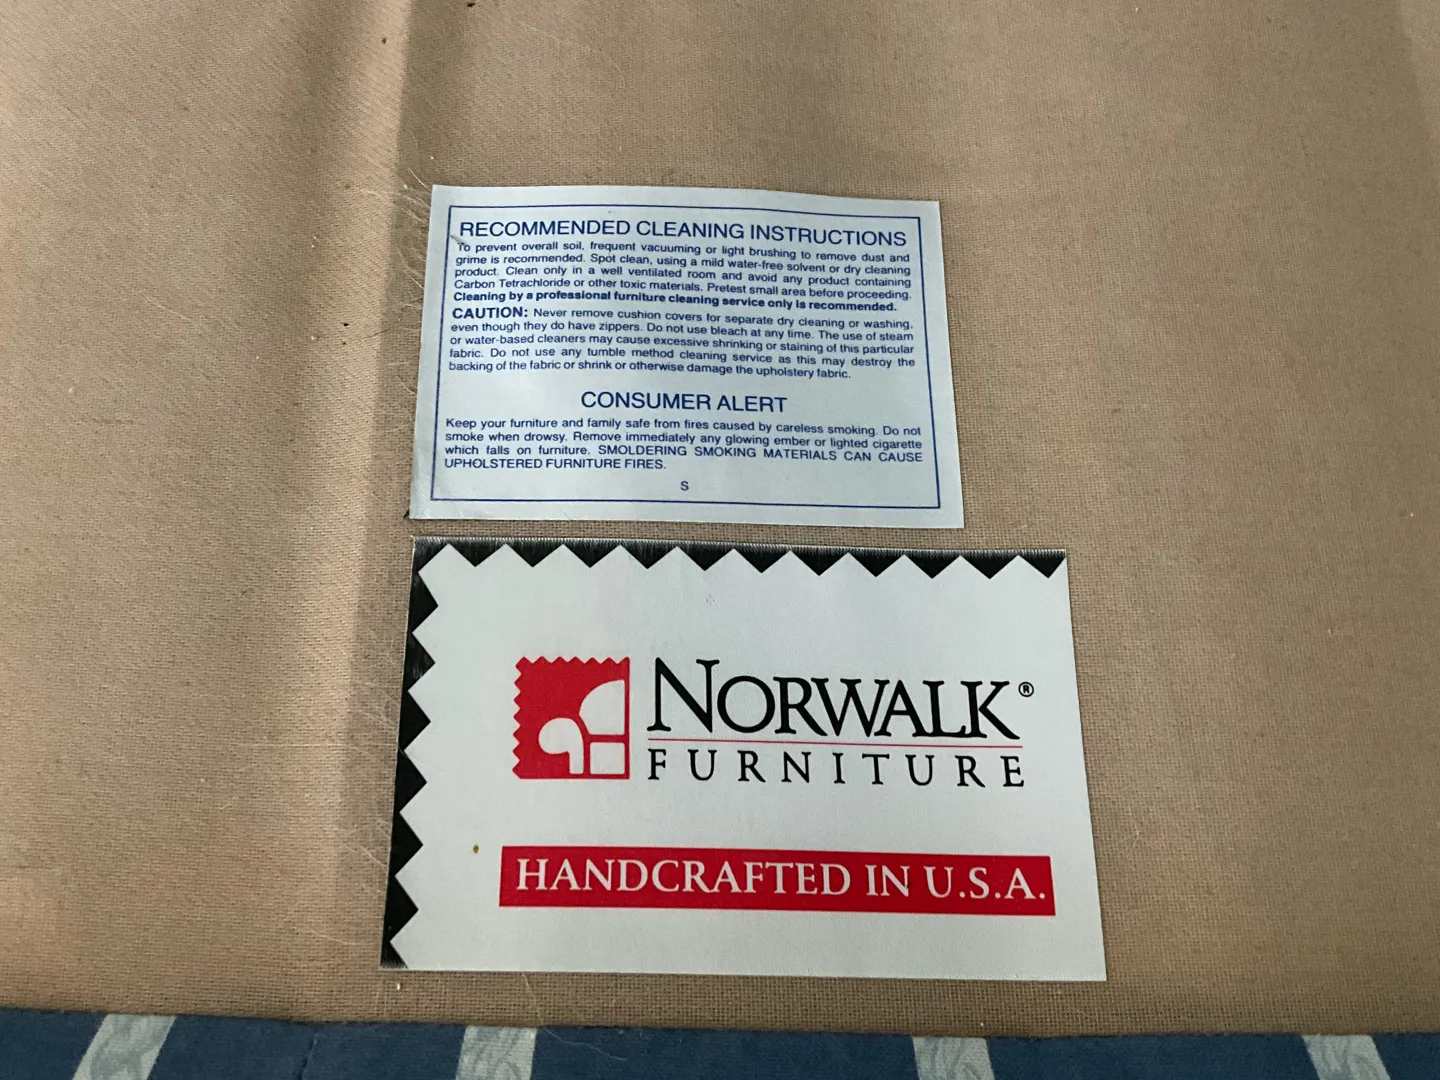 RECOMMENDED CLEANING INSTRUCTIONS
To prevent overall soil, frequent vacuuming or light brushing to remove dust and
grime is recommended. Spot clean, using a mild water-free solvent or dry cleaning
product. Clean only in a well ventilated room and avoid any product containing
Carbon Tetrachloride or other toxic materials. Pretest small area before proceeding.
Cleaning by a professional furniture cleaning service only is recommended.
CAUTION: Never remove cushion covers for separate dry cleaning or washing,
even though they do have zippers. Do not use bleach at any time. The use of steam
or water-based cleaners may cause excessive shrinking or staining of this particular
fabric. Do not use any tumble method cleaning service as this may destroy the
backing of the fabric or shrink or otherwise damage the upholstery fabric.
CONSUMER ALERT
Keep your furniture and family safe from fires caused by careless smoking. Do not
smoke when drowsy. Remove immediately any glowing ember or lighted cigarette
which falls on furniture. SMOLDERING SMOKING MATERIALS CAN CAUSE
UPHOLSTERED FURNITURE FIRES.
S
NORWALK®
FURNITURE
HANDCRAFTED IN U.S.A.